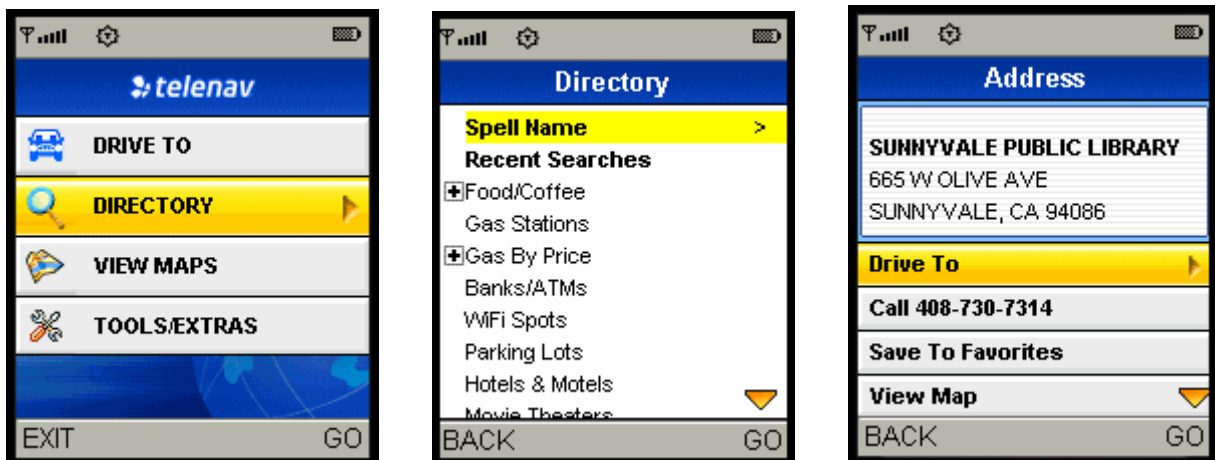 telenav
DRIVE TO
DIRECTORY
VIEW MAPS
TOOLS/EXTRAS
EXIT GO
Directory
Spell Name >
Recent Searches
Food/Coffee
Gas Stations
Gas By Price
Banks/ATMs
WiFi Spots
Parking Lots
Hotels & Motels
Movie Theaters
BACK GO
Address
SUNNYVALE PUBLIC LIBRARY
665 W OLIVE AVE
SUNNYVALE, CA 94086
Drive To
Call 408-730-7314
Save To Favorites
View Map
BACK GO